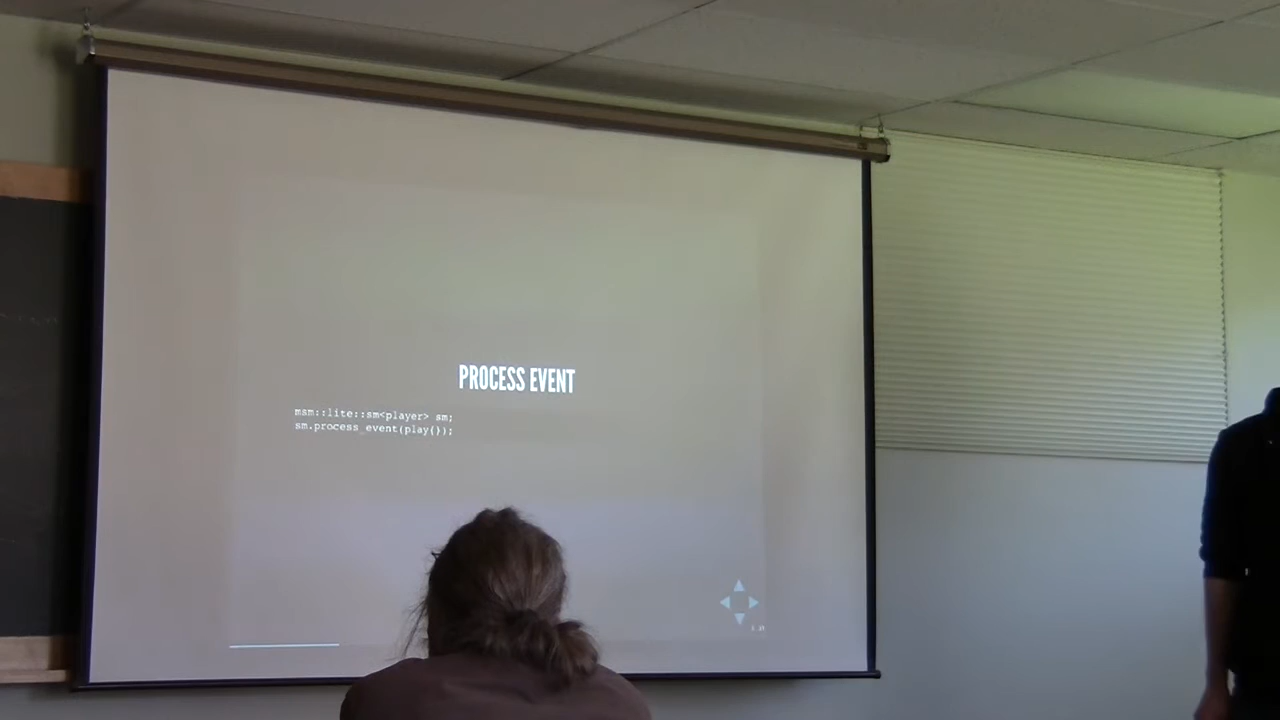 PROCESS EVENT
msm::lite::sm<player> sm;
sm.process_event(play{});